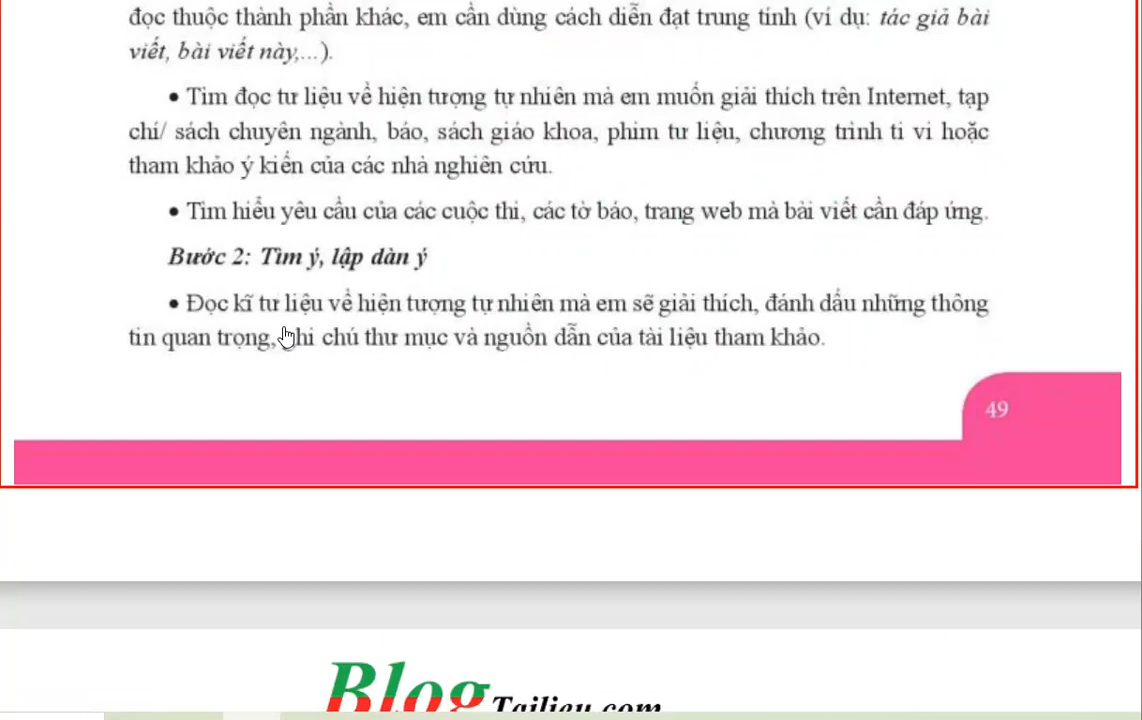 đọc thuộc thành phần khác, em cần dùng cách diễn đạt trung tính (ví dụ: tác giả bài
viết, bài viết này,...).
• Tìm đọc tư liệu về hiện tượng tự nhiên mà em muốn giải thích trên Internet, tạp
chí/ sách chuyên ngành, báo, sách giáo khoa, phim tư liệu, chương trình ti vi hoặc
tham khảo ý kiến của các nhà nghiên cứu.
• Tìm hiểu yêu cầu của các cuộc thi, các tờ báo, trang web mà bài viết cần đáp ứng.
Bước 2: Tìm ý, lập dàn ý
• Đọc kĩ tư liệu về hiện tượng tự nhiên mà em sẽ giải thích, đánh dấu những thông
tin quan trọng, ghi chú thư mục và nguồn dẫn của tài liệu tham khảo.
49
Blog Tailieu.com